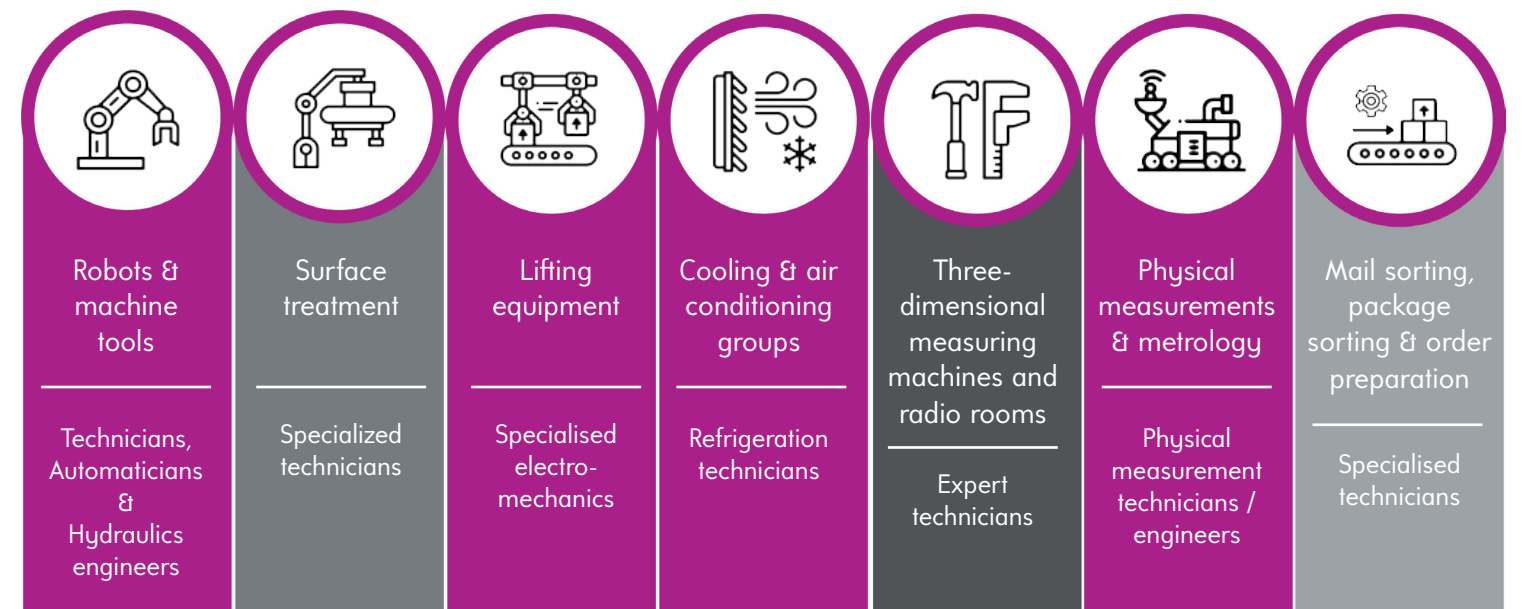 Robots &
machine
tools
Technicians,
Automaticians
&
Hydraulics
engineers
Surface
treatment
Specialized
technicians
Lifting
equipment
Specialised
electro-
mechanics
Cooling & air
conditioning
groups
Refrigeration
technicians
Three-
dimensional
measuring
machines and
radio rooms
Expert
technicians
Physical
measurements
& metrology
Physical
measurement
technicians /
engineers
Mail sorting,
package
sorting & order
preparation
Specialised
technicians